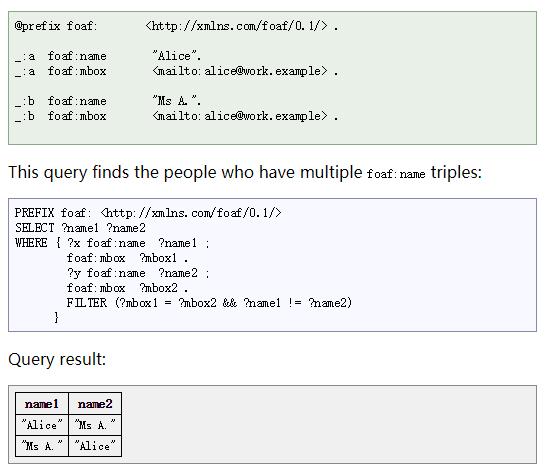 @prefix foaf:       <http://xmlns.com/foaf/0.1/> .
_:a  foaf:name       "Alice".
_:a  foaf:mbox       <mailto:alice@work.example> .
_:b  foaf:name       "Ms A.".
_:b  foaf:mbox       <mailto:alice@work.example> .
This query finds the people who have multiple foaf:name triples:
PREFIX foaf: <http://xmlns.com/foaf/0.1/>
SELECT ?name1 ?name2
WHERE { ?x foaf:name  ?name1 ;
        foaf:mbox  ?mbox1 .
        ?y foaf:name  ?name2 ;
        foaf:mbox  ?mbox2 .
        FILTER (?mbox1 = ?mbox2 && ?name1 != ?name2)
      }
Query result:
name1 name2
"Alice" "Ms A."
"Ms A." "Alice"